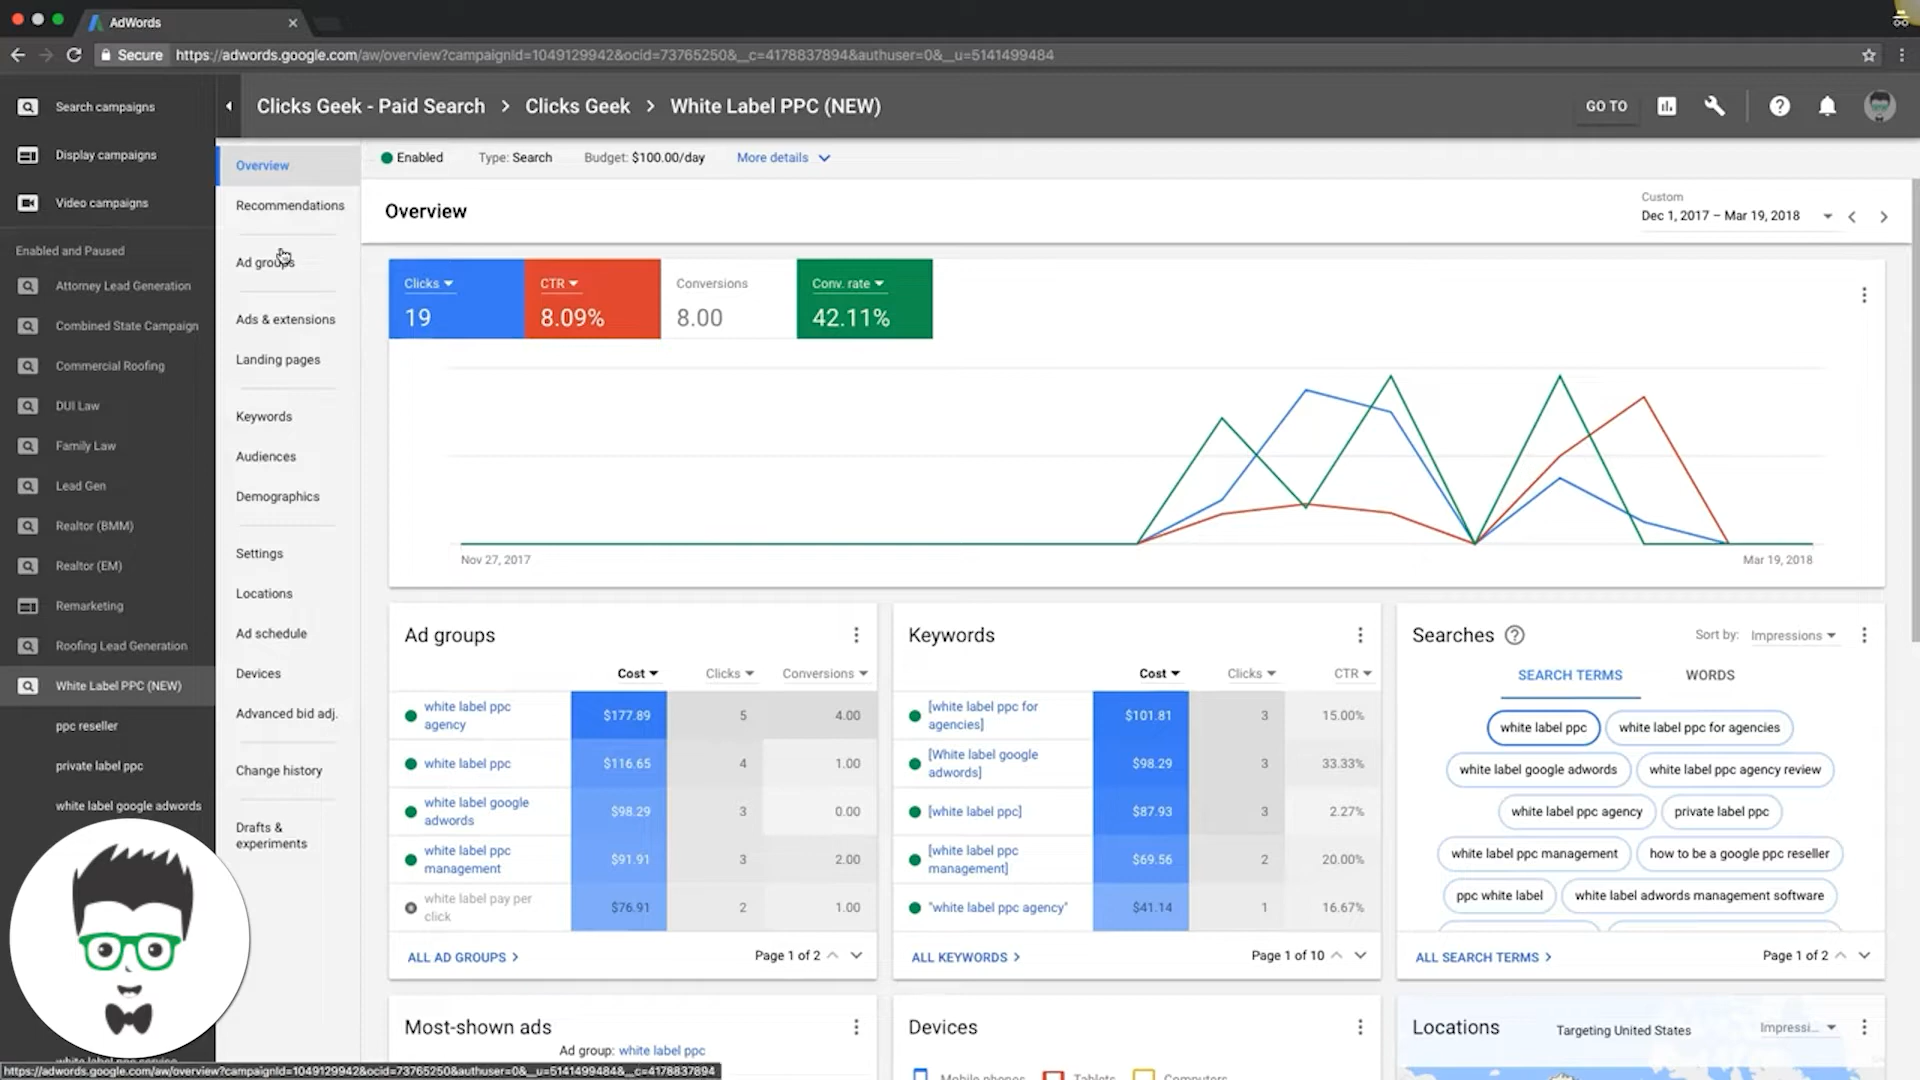 AdWords
Secure https://adwords.google.com/aw/overview?campaignId=1049129942&ocid=73765250&__c=4178837894&authuser=0&__u=5141499484
Clicks Geek - Paid Search > Clicks Geek > White Label PPC (NEW)
GO TO
Search campaigns
Display campaigns
Video campaigns
Enabled and Paused
Attorney Lead Generation
Combined State Campaign
Commercial Roofing
DUI Law
Family Law
Lead Gen
Realtor (BMM)
Realtor (EM)
Remarketing
Roofing Lead Generation
White Label PPC (NEW)
ppc reseller
private label ppc
white label google adwords
Overview
Recommendations
Ad groups
Ads & extensions
Landing pages
Keywords
Audiences
Demographics
Settings
Locations
Ad schedule
Devices
Advanced bid adj.
Change history
Drafts &
experiments
Enabled Type: Search Budget: $100.00/day More details
Overview
Custom
Dec 1, 2017 – Mar 19, 2018
Clicks
19
CTR
8.09%
Conversions
8.00
Conv. rate
42.11%
Nov 27, 2017 Mar 19, 2018
Ad groups
Cost Clicks Conversions
white label ppc
agency
$177.89 5 4.00
white label ppc $116.65 4 1.00
white label google
adwords
$98.29 3 0.00
white label ppc
management
$91.91 3 2.00
white label pay per
click
$76.91 2 1.00
ALL AD GROUPS > Page 1 of 2
Keywords
Cost Clicks CTR
[white label ppc for
agencies]
$101.81 3 15.00%
[White label google
adwords]
$98.29 3 33.33%
[white label ppc] $87.93 3 2.27%
[white label ppc
management]
$69.56 2 20.00%
"white label ppc agency" $41.14 1 16.67%
ALL KEYWORDS > Page 1 of 10
Searches ? Sort by: Impressions
SEARCH TERMS WORDS
white label ppc white label ppc for agencies
white label google adwords white label ppc agency review
white label ppc agency private label ppc
white label ppc management how to be a google ppc reseller
ppc white label white label adwords management software
ALL SEARCH TERMS > Page 1 of 2
Most-shown ads
Ad group: white label ppc
Devices
Mobile phones Tablets Computers
Locations Targeting United States Impressi...
white label ppc service
https://adwords.google.com/aw/overview?campaignId=1049129942&ocid=73765250&authuser=0&__u=5141499484&__c=4178837894